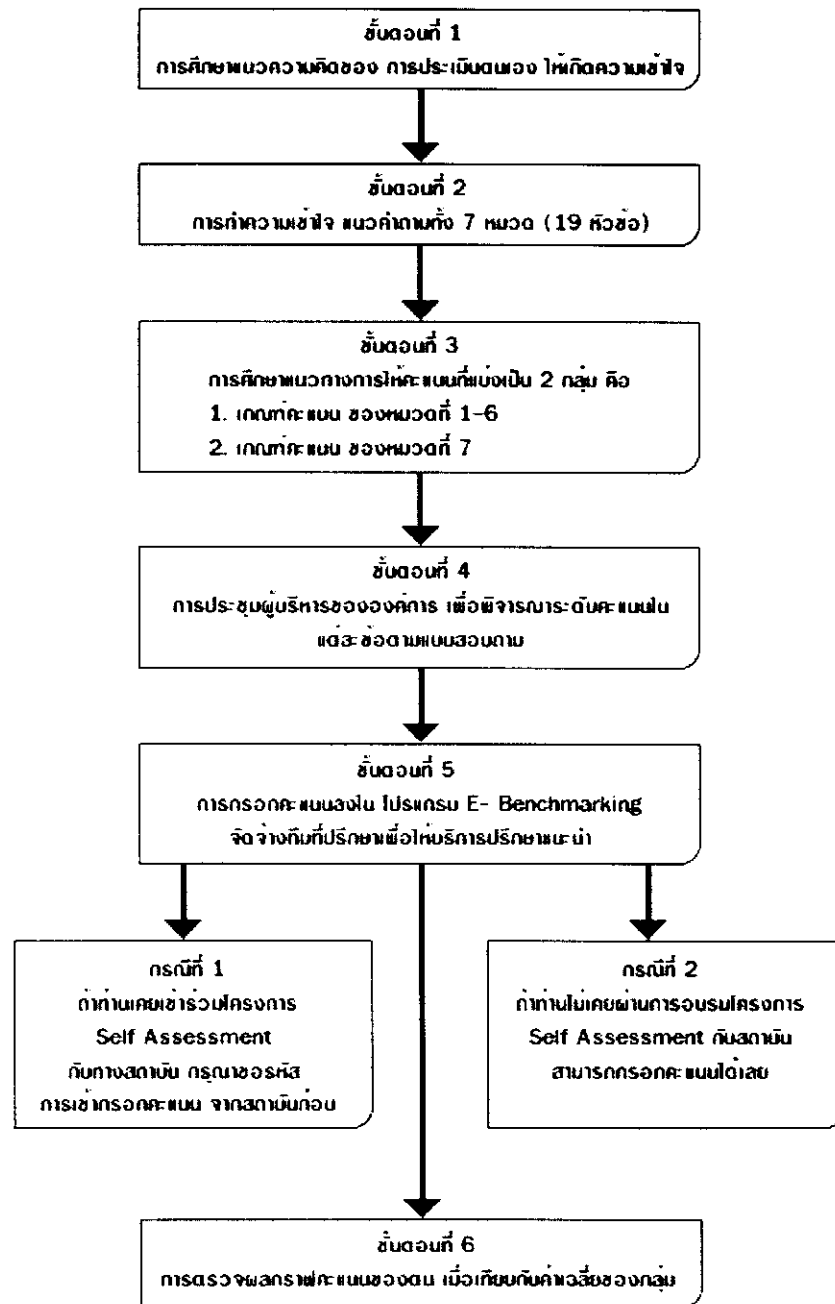 ขั้นตอนที่ 1
การศึกษาแนวความคิดของ การประเมินตนเอง ให้เกิดความเข้าใจ
ขั้นตอนที่ 2
การทำความเข้าใจ แนวคำถามทั้ง 7 หมวด (19 หัวข้อ)
ขั้นตอนที่ 3
การศึกษาแนวทางการให้คะแนนที่แบ่งเป็น 2 กลุ่ม คือ
1. เกณฑ์คะแนน ของหมวดที่ 1-6
2. เกณฑ์คะแนน ของหมวดที่ 7
ขั้นตอนที่ 4
การประชุมผู้บริหารขององค์การ เพื่อพิจารณาระดับคะแนนใน
แต่ละข้อตามแบบสอบถาม
ขั้นตอนที่ 5
การกรอกคะแนนลงใน โปรแกรม E- Benchmarking
จัดจ้างทีมที่ปรึกษาเพื่อให้บริการปรึกษาแนะนำ
กรณีที่ 1
ถ้าท่านเคยเข้าร่วมโครงการ
Self Assessment
กับทางสถาบัน กรุณาขอรหัส
การเข้ากรอกคะแนน จากสถาบันก่อน
กรณีที่ 2
ถ้าท่านไม่เคยผ่านการอบรมโครงการ
Self Assessment กับสถาบัน
สามารถกรอกคะแนนได้เลย
ขั้นตอนที่ 6
การตรวจผลกราฟคะแนนของตน เมื่อเทียบกับค่าเฉลี่ยของกลุ่ม